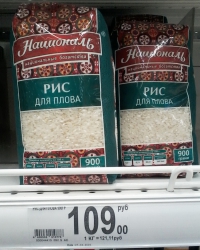 Националь
РИС
ДЛЯ ПЛОВА
900
Националь
РИС
ДЛЯ ПЛОВА
900
109 руб
00
1 КГ = 121,11руб